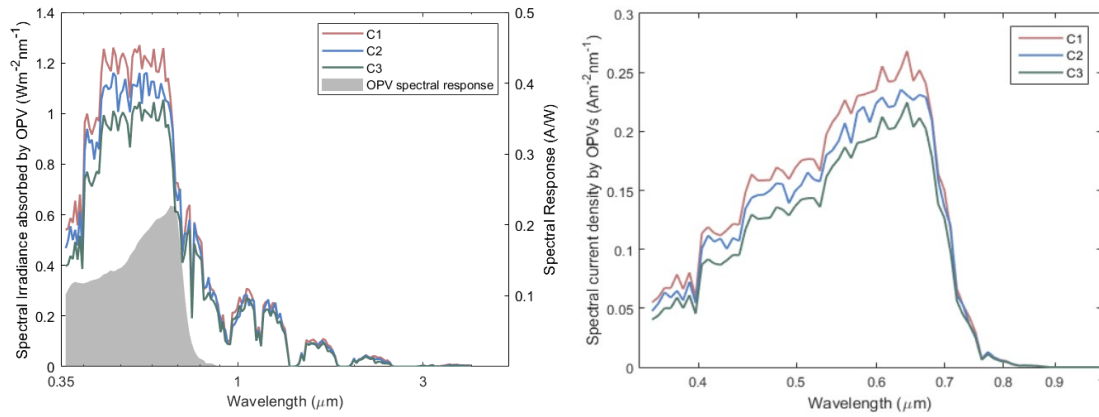 Spectral Irradiance absorbed by OPV (Wm-2nm-1)
1.4
1.2
1
0.8
0.6
0.4
0.2
0
0.35
1
3
Wavelength (μm)
0.5
0.4
0.3
0.2
0.1
Spectral Response (A/W)
C1
C2
C3
OPV spectral response
Spectral current density by OPVs (Am-2nm-1)
0.3
0.25
0.2
0.15
0.1
0.05
0
0.4
0.5
0.6
0.7
0.8
0.9
1
Wavelength (μm)
C1
C2
C3